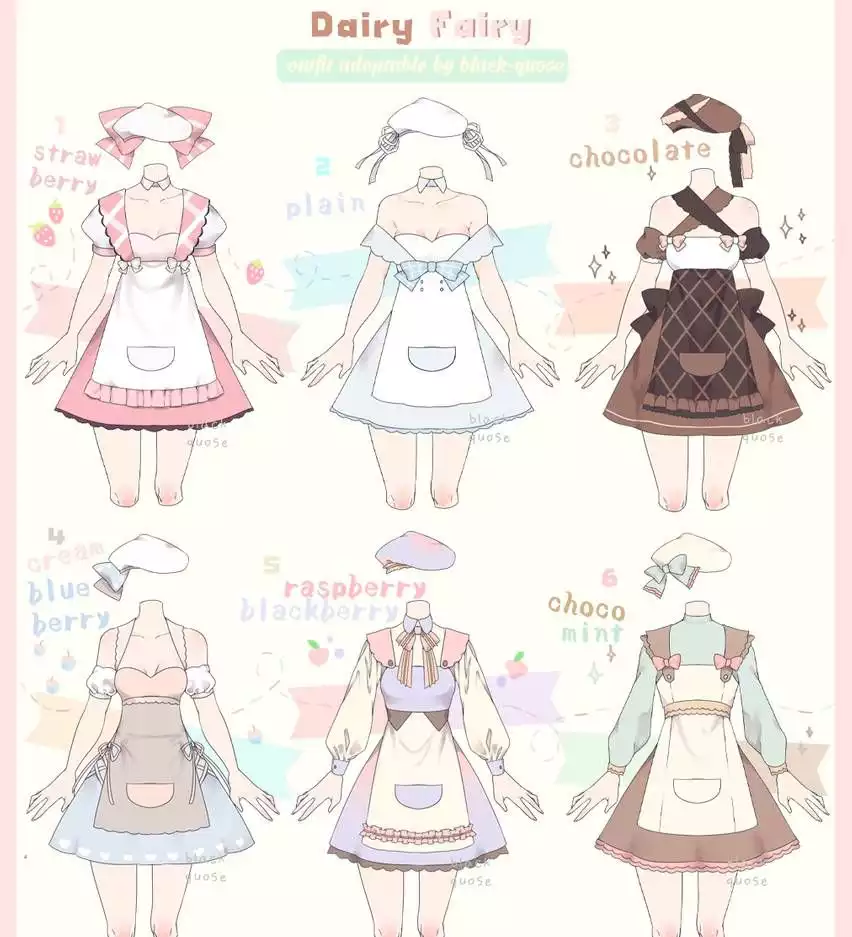 Dairy Fairy
outfit adoptable by black-quose
1
straw
berry
2
plain
3
chocolate
black
quose
black
quose
black
quose
4
cream
blue
berry
5
raspberry
blackberry
6
choco
mint
black
quose
black
quose
black
quose